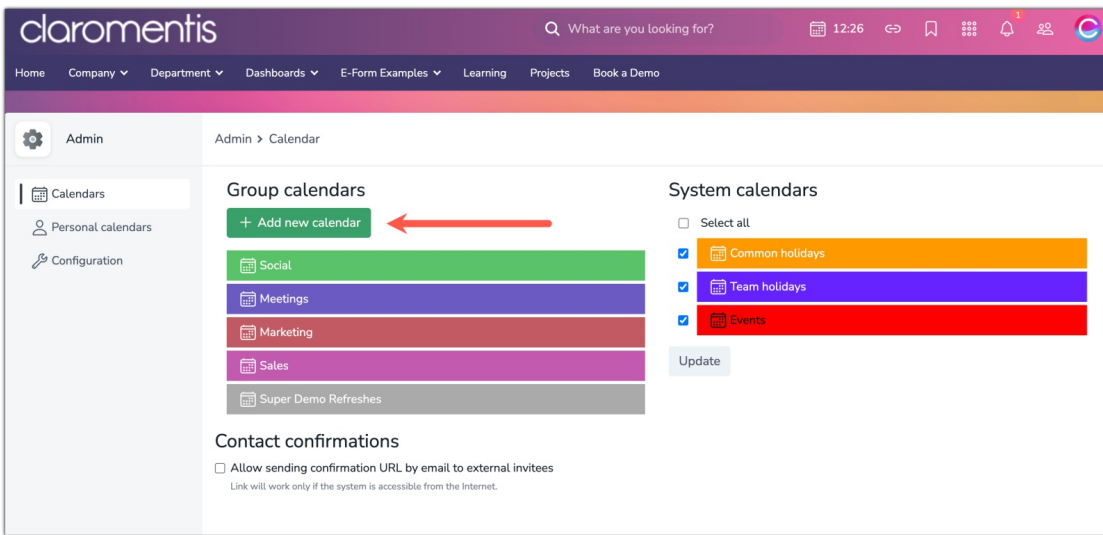 claromentis
What are you looking for?
12:26
1
Home Company Department Dashboards E-Form Examples Learning Projects Book a Demo
Admin
Admin > Calendar
Calendars
Personal calendars
Configuration
Group calendars
+ Add new calendar
Social
Meetings
Marketing
Sales
Super Demo Refreshes
System calendars
Select all
Common holidays
Team holidays
Events
Update
Contact confirmations
Allow sending confirmation URL by email to external invitees
Link will work only if the system is accessible from the Internet.